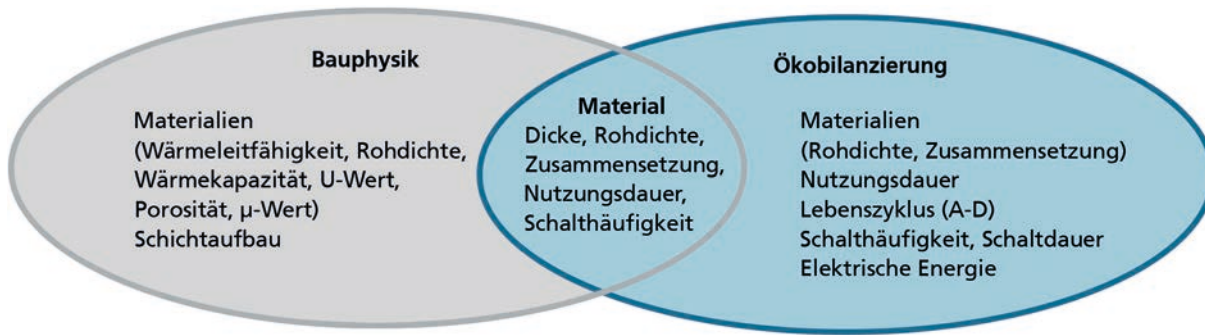 Bauphysik
Materialien
(Wärmeleitfähigkeit, Rohdichte,
Wärmekapazität, U-Wert,
Porosität, µ-Wert)
Schichtaufbau
Material
Dicke, Rohdichte,
Zusammensetzung,
Nutzungsdauer,
Schalthäufigkeit
Ökobilanzierung
Materialien
(Rohdichte, Zusammensetzung)
Nutzungsdauer
Lebenszyklus (A-D)
Schalthäufigkeit, Schaltdauer
Elektrische Energie